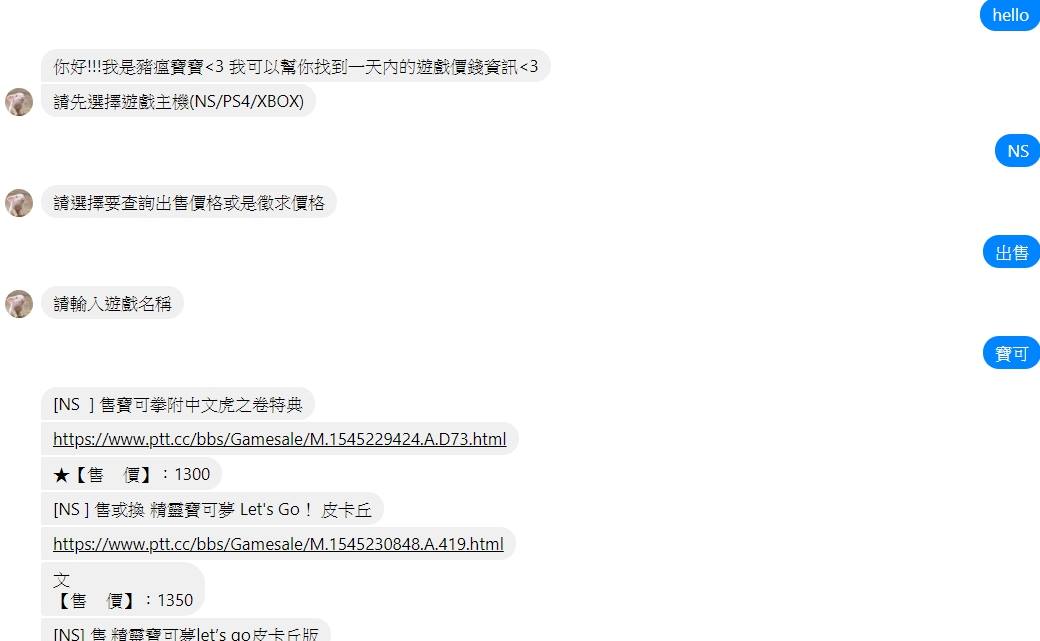 hello
你好!!!我是豬瘟寶寶<3 我可以幫你找到一天內的遊戲價錢資訊<3
請先選擇遊戲主機(NS/PS4/XBOX)
NS
請選擇要查詢出售價格或是徵求價格
出售
請輸入遊戲名稱
寶可
[NS  ] 售寶可拳附中文虎之卷特典
https://www.ptt.cc/bbs/Gamesale/M.1545229424.A.D73.html
★【售　價】：1300
[NS ] 售或換 精靈寶可夢 Let's Go！ 皮卡丘
https://www.ptt.cc/bbs/Gamesale/M.1545230848.A.419.html
文
【售　價】：1350
[NS] 售 精靈寶可夢let's go皮卡丘版